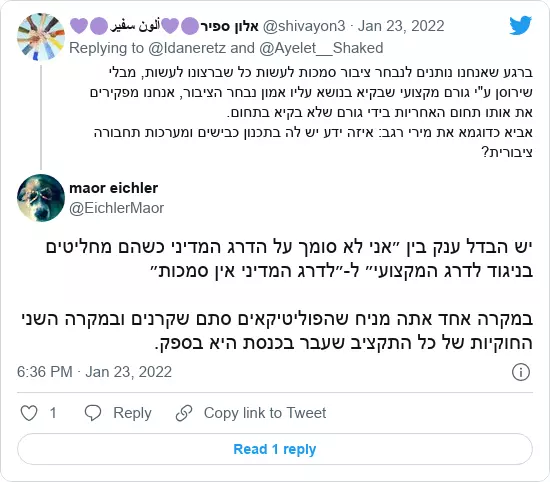 💜🟣💜ألون سفير🟣💜אלון ספיר @shivayon3 · Jan 23, 2022
Replying to @Idaneretz and @Ayelet__Shaked
ברגע שאנחנו נותנים לנבחר ציבור סמכות לעשות כל שברצונו לעשות, מבלי
שירוסן ע"י גורם מקצועי שבקיא בנושא עליו אמון נבחר הציבור, אנחנו מפקירים
את אותו תחום האחריות בידי גורם שלא בקיא בתחום.
אביא כדוגמא את מירי רגב: איזה ידע יש לה בתכנון כבישים ומערכות תחבורה
ציבורית?
maor eichler
@EichlerMaor
יש הבדל ענק בין ״אני לא סומך על הדרג המדיני כשהם מחליטים
בניגוד לדרג המקצועי״ ל-״לדרג המדיני אין סמכות״
במקרה אחד אתה מניח שהפוליטיקאים סתם שקרנים ובמקרה השני
החוקיות של כל התקציב שעבר בכנסת היא בספק.
6:36 PM · Jan 23, 2022
1 Reply Copy link to Tweet
Read 1 reply